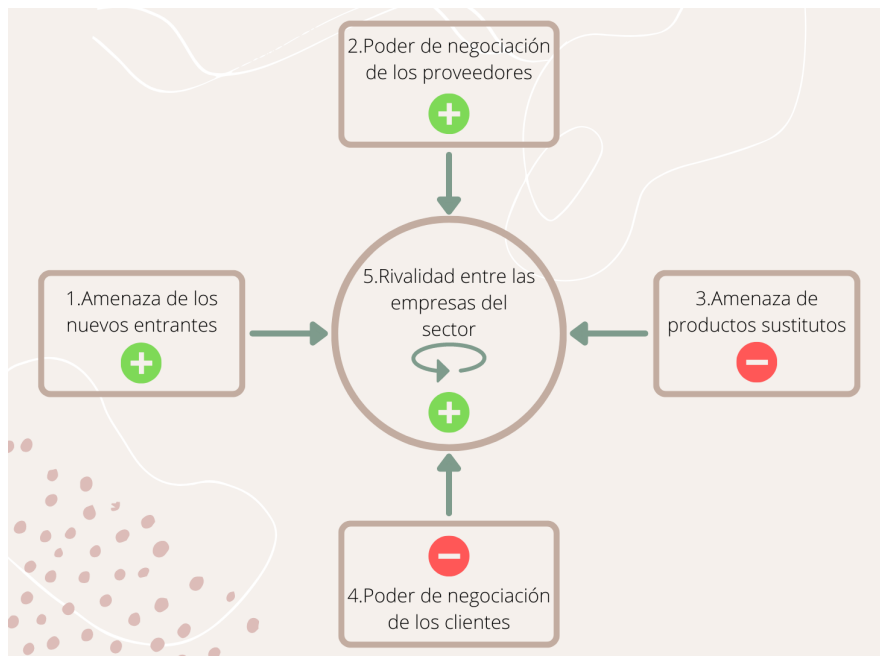 2.Poder de negociación
de los proveedores
1.Amenaza de los
nuevos entrantes
5.Rivalidad entre las
empresas del
sector
3.Amenaza de
productos sustitutos
4.Poder de negociación
de los clientes